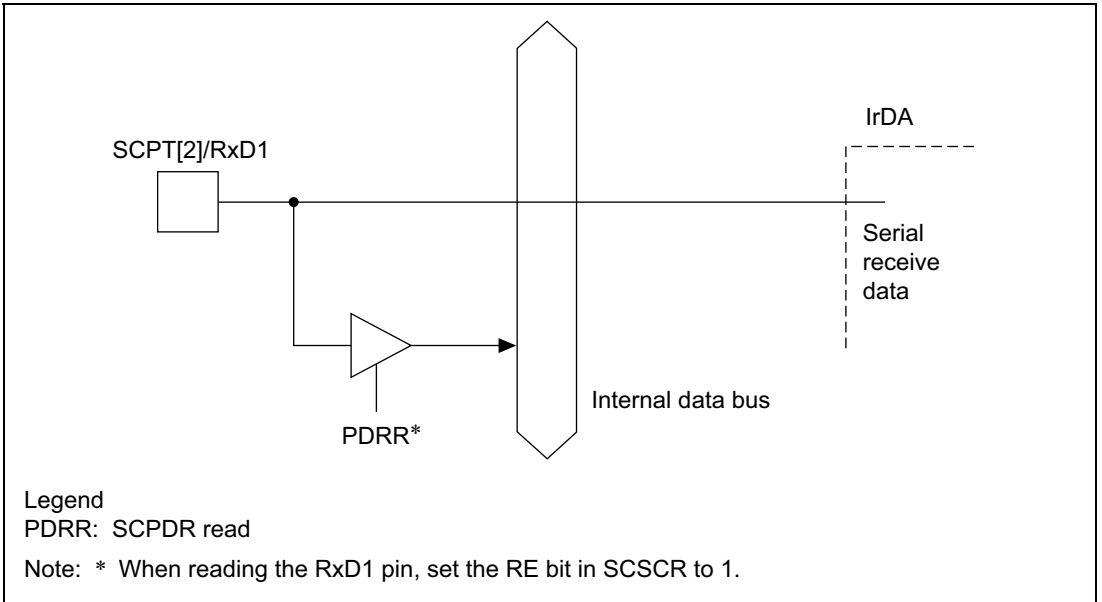 SCPT[2]/RxD1
IrDA
Serial
receive
data
Internal data bus
PDRR*
Legend
PDRR: SCPDR read
Note: * When reading the RxD1 pin, set the RE bit in SCSCR to 1.